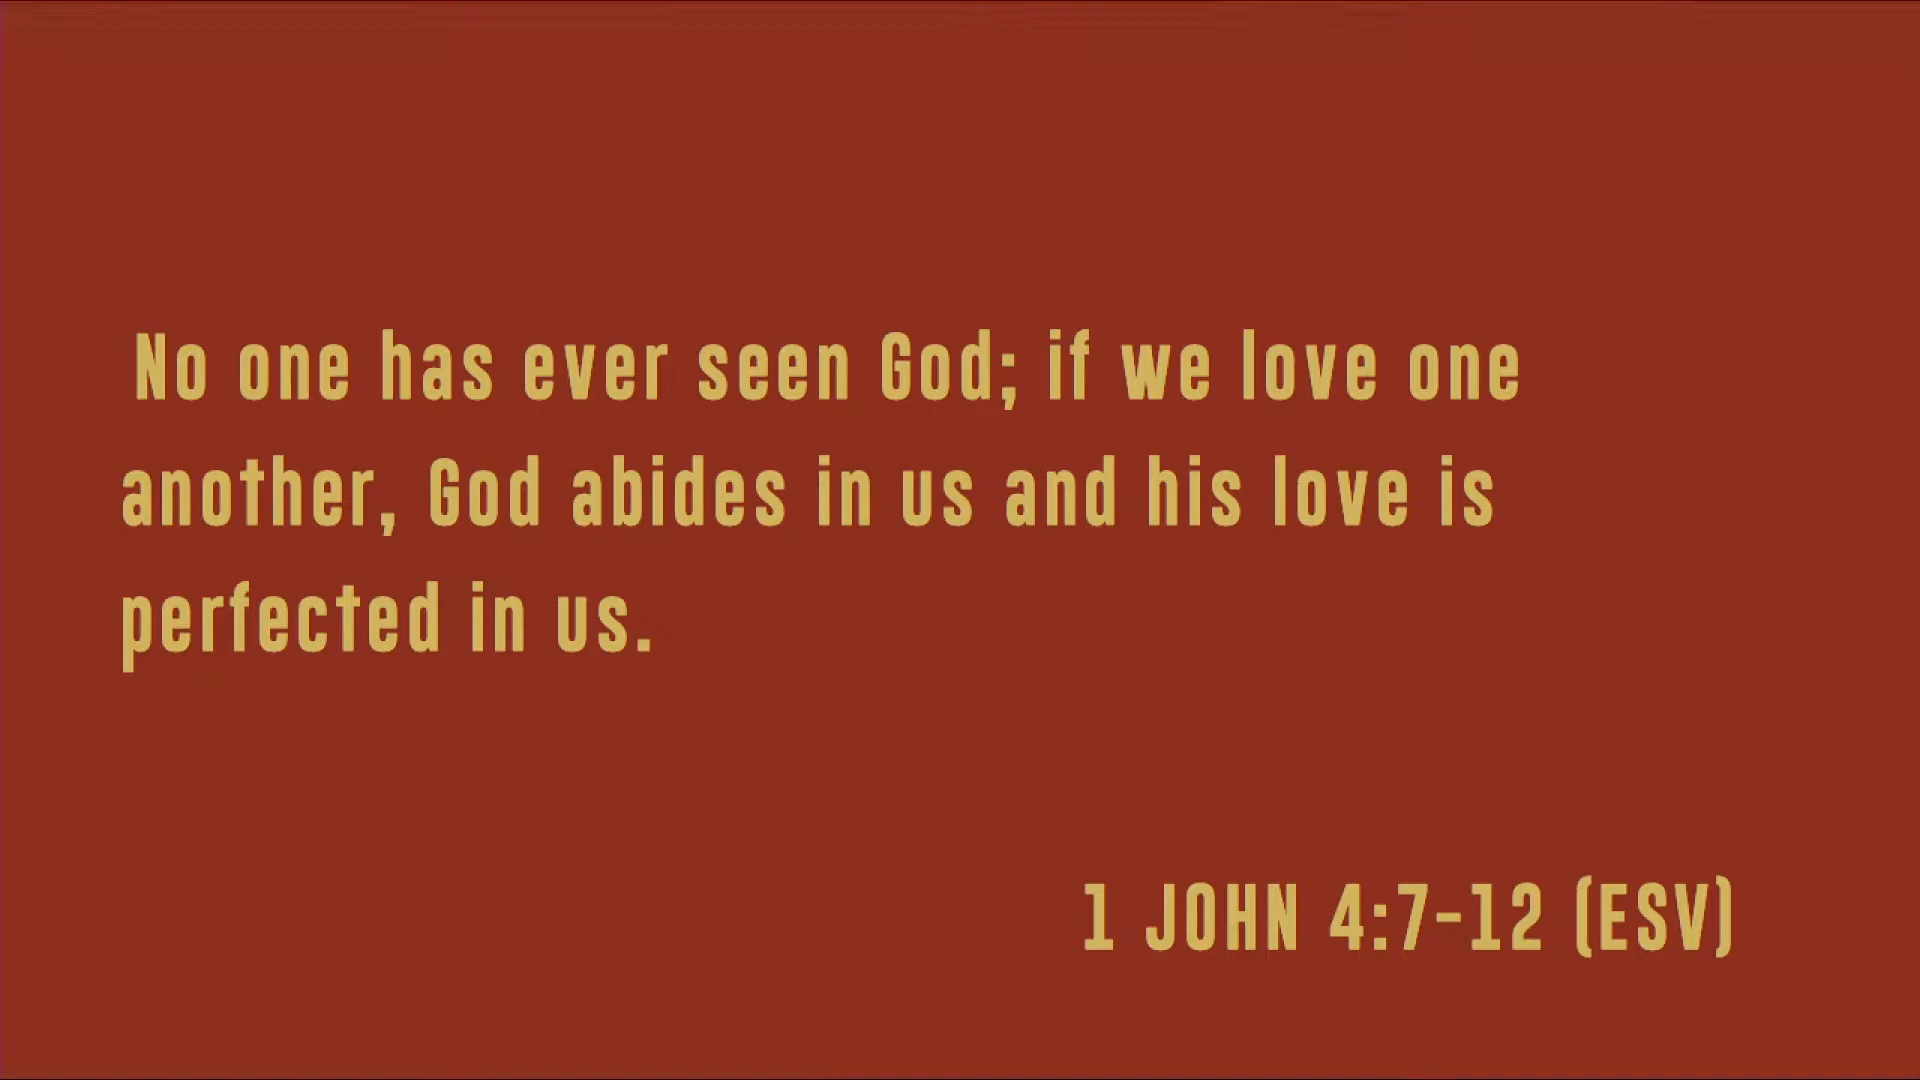 No one has ever seen God; if we love one
another, God abides in us and his love is
perfected in us.
1 JOHN 4:7-12 (ESV)